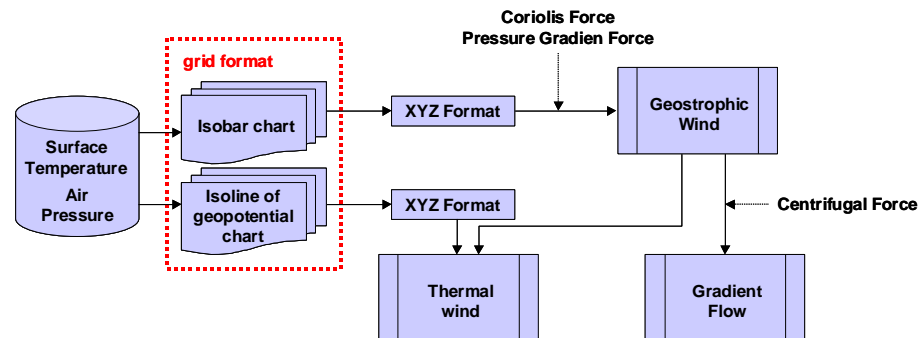 Coriolis Force
Pressure Gradien Force
grid format
Isobar chart
XYZ Format
Geostrophic
Wind
Surface
Temperature
Air
Pressure
Isoline of
geopotential
chart
XYZ Format
Centrifugal Force
Thermal
wind
Gradient
Flow